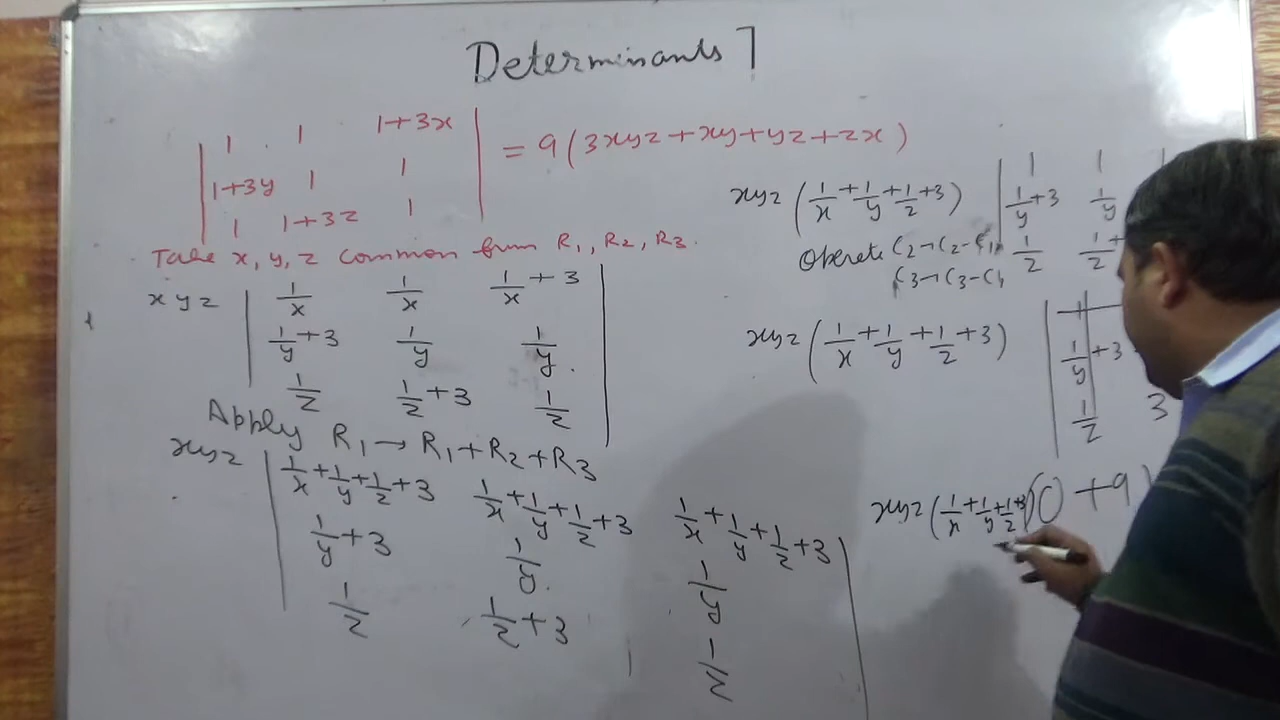 Determinants 7
| 1 1 1+3x |
| 1+3y 1 1 | = 9(3xyz+xy+yz+zx)
| 1 1+3z 1 |
Take x, y, z common from R1, R2, R3.
xyz | 1/x 1/x 1/x+3 |
| 1/y+3 1/y 1/y. |
| 1/z 1/z+3 1/z |
Apply R1→R1+R2+R3
xyz | 1/x+1/y+1/z+3 1/x+1/y+1/z+3 1/x+1/y+1/z+3 |
| 1/y+3 1/y. 1/y |
| 1/z 1/z+3 1/z |
xyz(1/x+1/y+1/z+3) | 1 1 1
| 1/y+3 1/y
| 1/z 1/z+
Operate C2→C2-C1,
C3→C3-C1
xyz(1/x+1/y+1/z+3) | 1
| 1/y+3
| 1/z 3
xyz(1/x+1/y+1/z+3)(0+9)